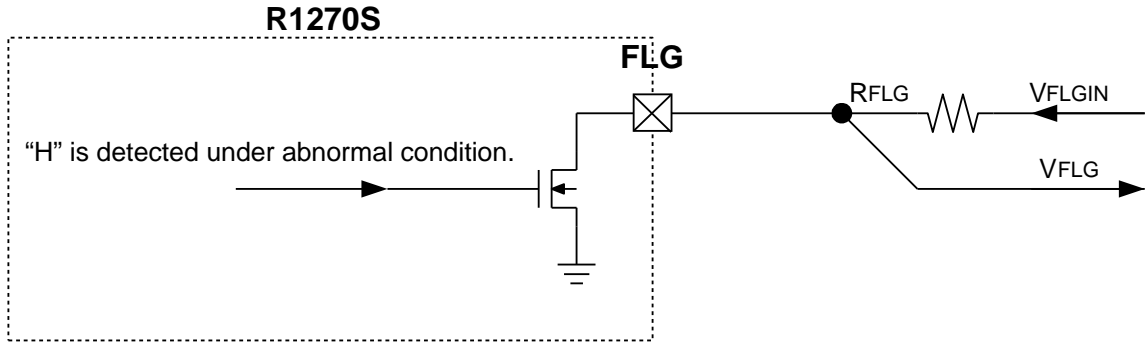 R1270S
FLG
RFLG
VFLGIN
“H” is detected under abnormal condition.
VFLG